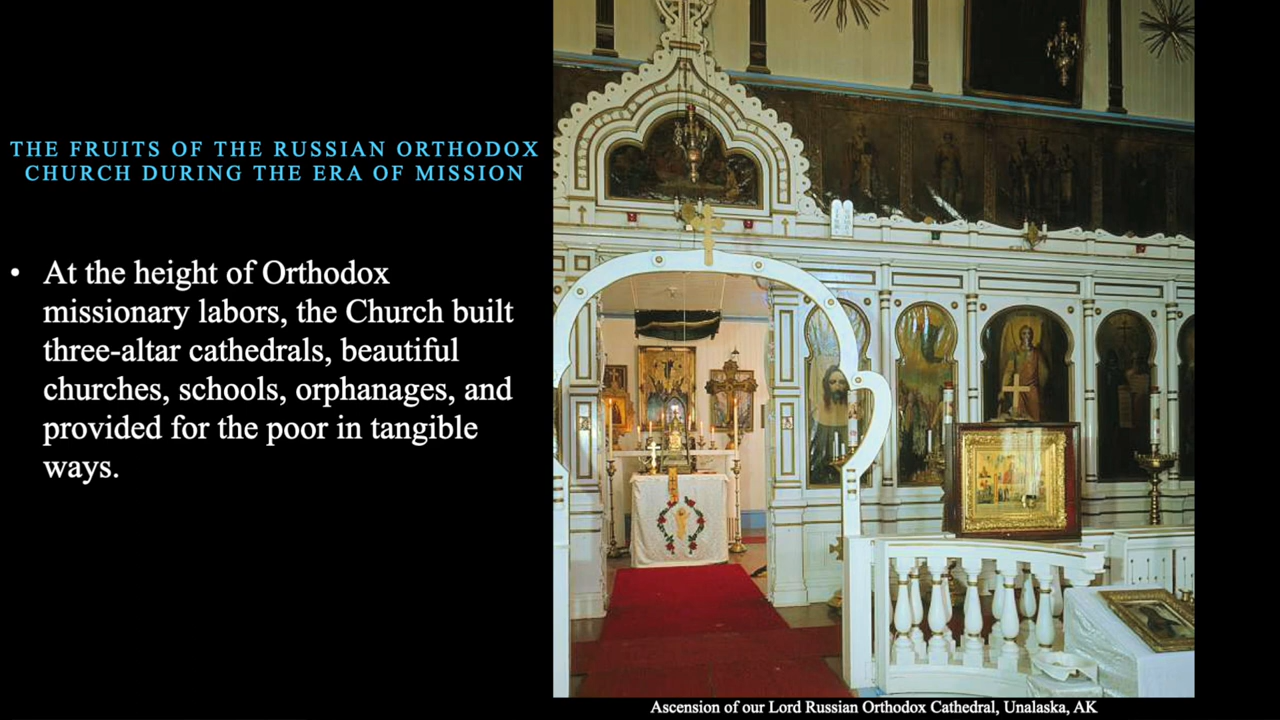 THE FRUITS OF THE RUSSIAN ORTHODOX
CHURCH DURING THE ERA OF MISSION
• At the height of Orthodox
missionary labors, the Church built
three-altar cathedrals, beautiful
churches, schools, orphanages, and
provided for the poor in tangible
ways.
Ascension of our Lord Russian Orthodox Cathedral, Unalaska, AK